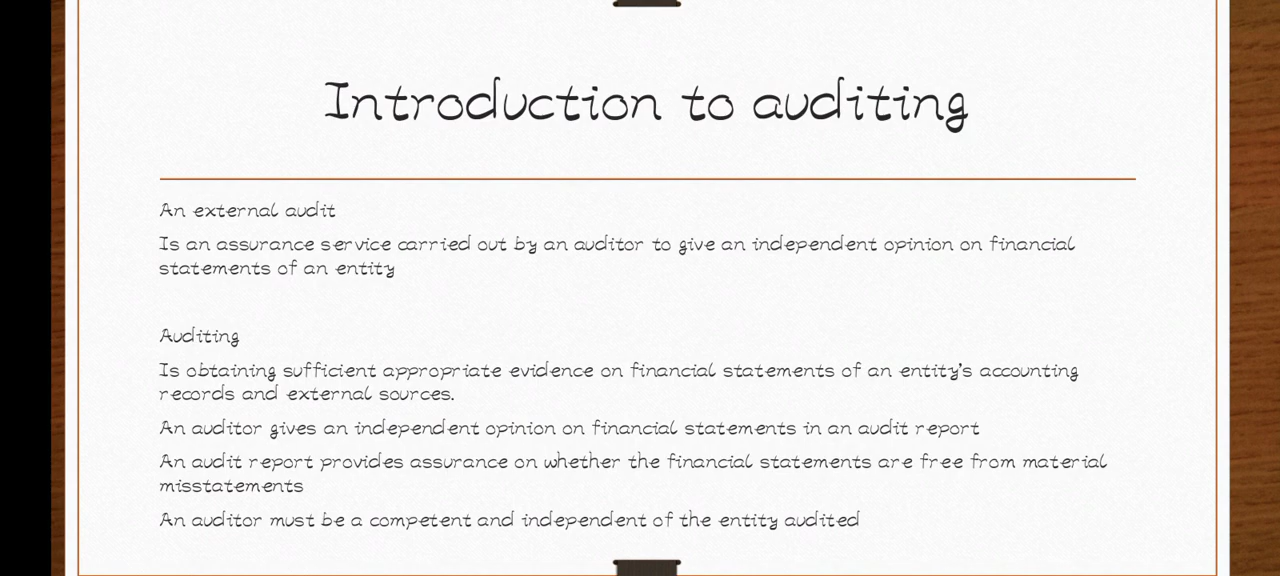 Introduction to auditing
An external audit
Is an assurance service carried out by an auditor to give an independent opinion on financial
statements of an entity
Auditing
Is obtaining sufficient appropriate evidence on financial statements of an entity's accounting
records and external sources.
An auditor gives an independent opinion on financial statements in an audit report
An audit report provides assurance on whether the financial statements are free from material
misstatements
An auditor must be a competent and independent of the entity audited